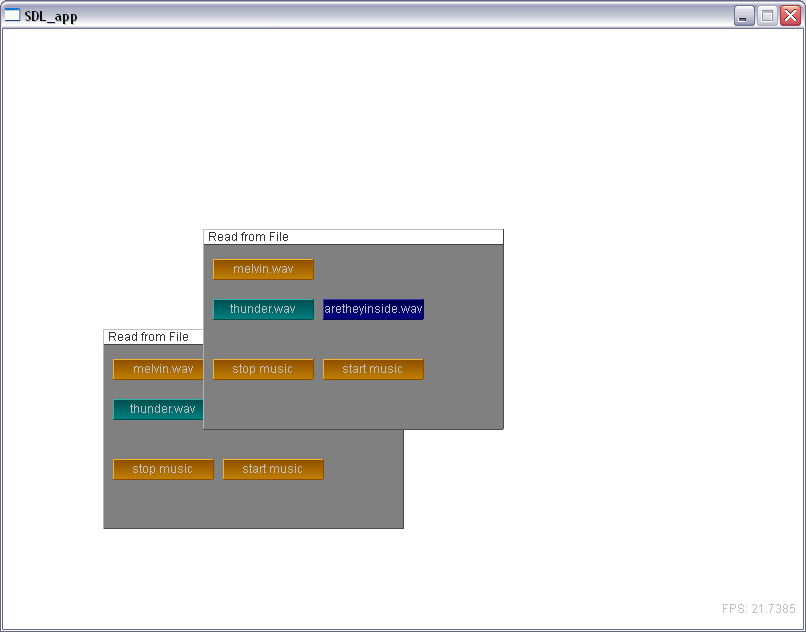 SDL_app
Read from File
melvin.wav
thunder.wav aretheyinside.wav
stop music start music
Read from File
melvin.wav
thunder.wav
stop music start music
FPS: 21.7385